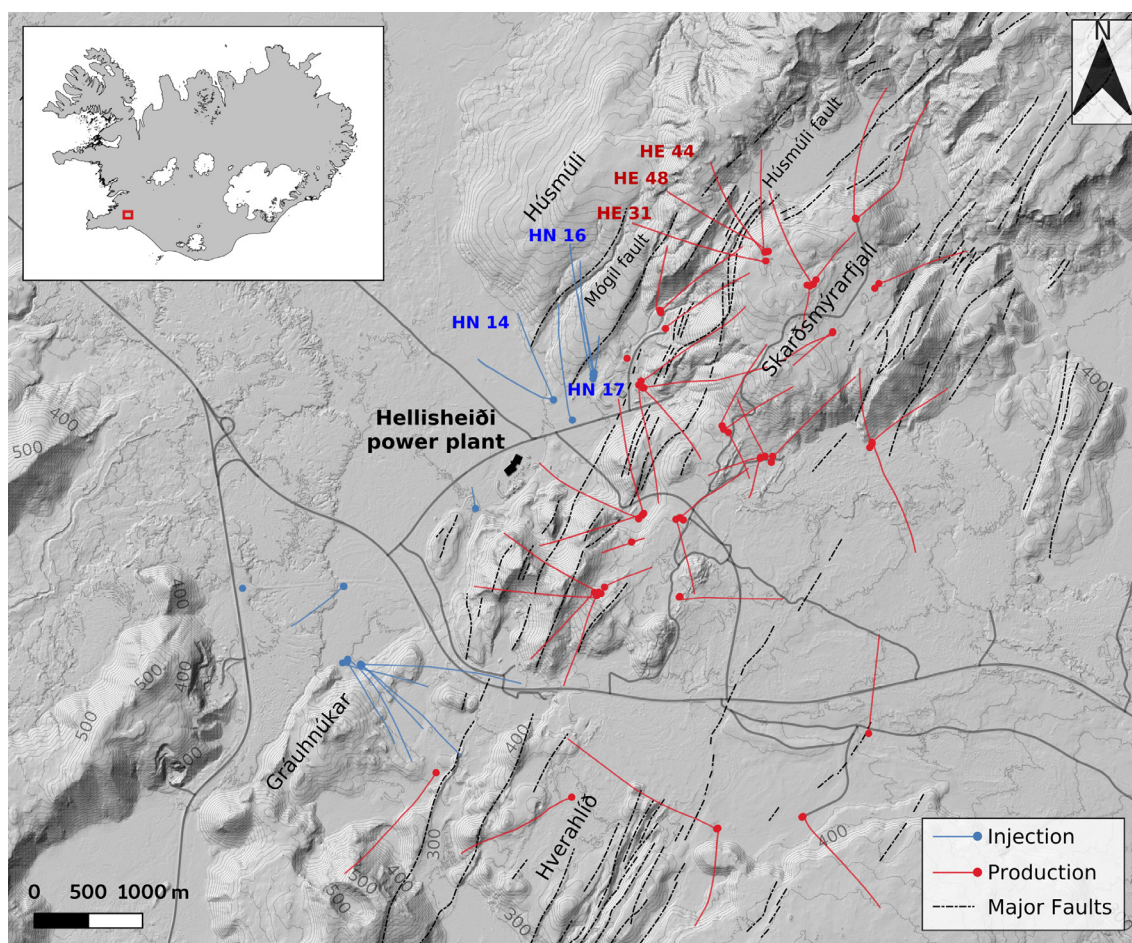 N
HE 44
HE 48
HE 31
HN 16
HN 14
HN 17
Húsmúli
Mógil fault
Húsmúli fault
Skarðsmýrarfjall
Hellisheiði
power plant
400
500
400
400
500
400
500
Gráuhnúkar
400
300
Hverahlíð
500
400
300
400
0 500 1000 m
Injection
Production
Major Faults